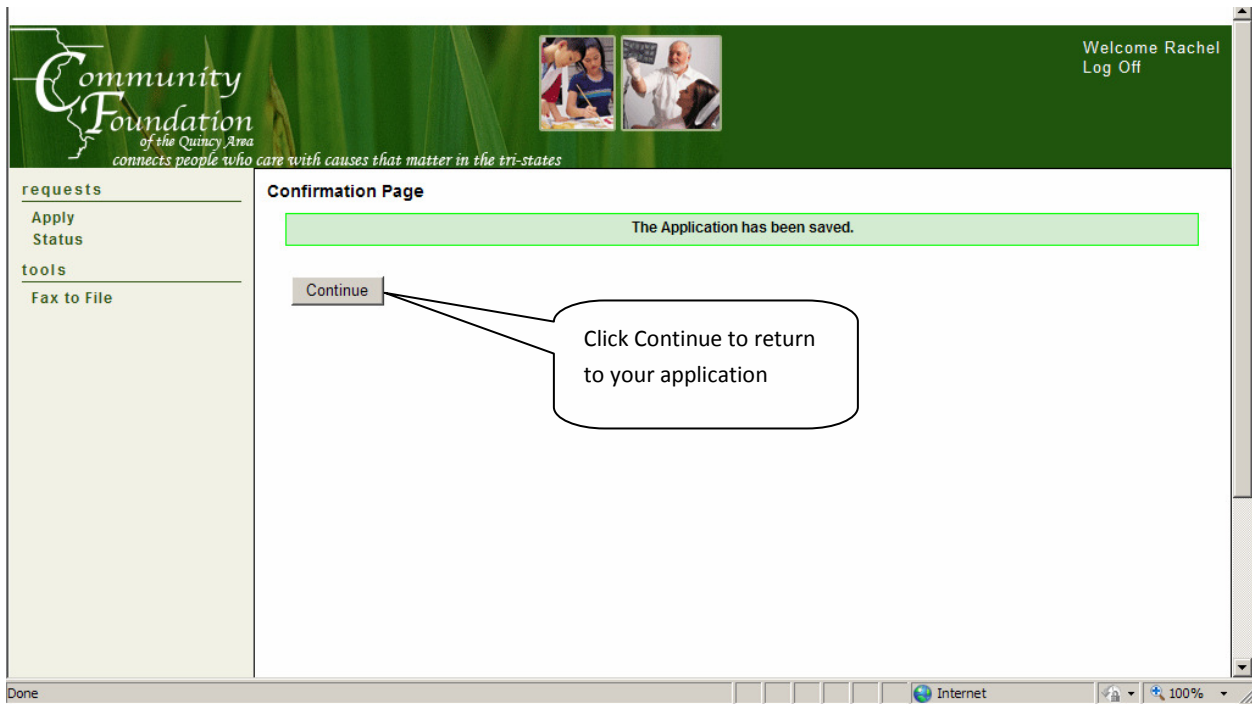 Community
Foundation
of the Quincy Area
connects people who care with causes that matter in the tri-states
Welcome Rachel
Log Off
requests
Apply
Status
tools
Fax to File
Confirmation Page
The Application has been saved.
Continue
Click Continue to return
to your application
Done
Internet
100%